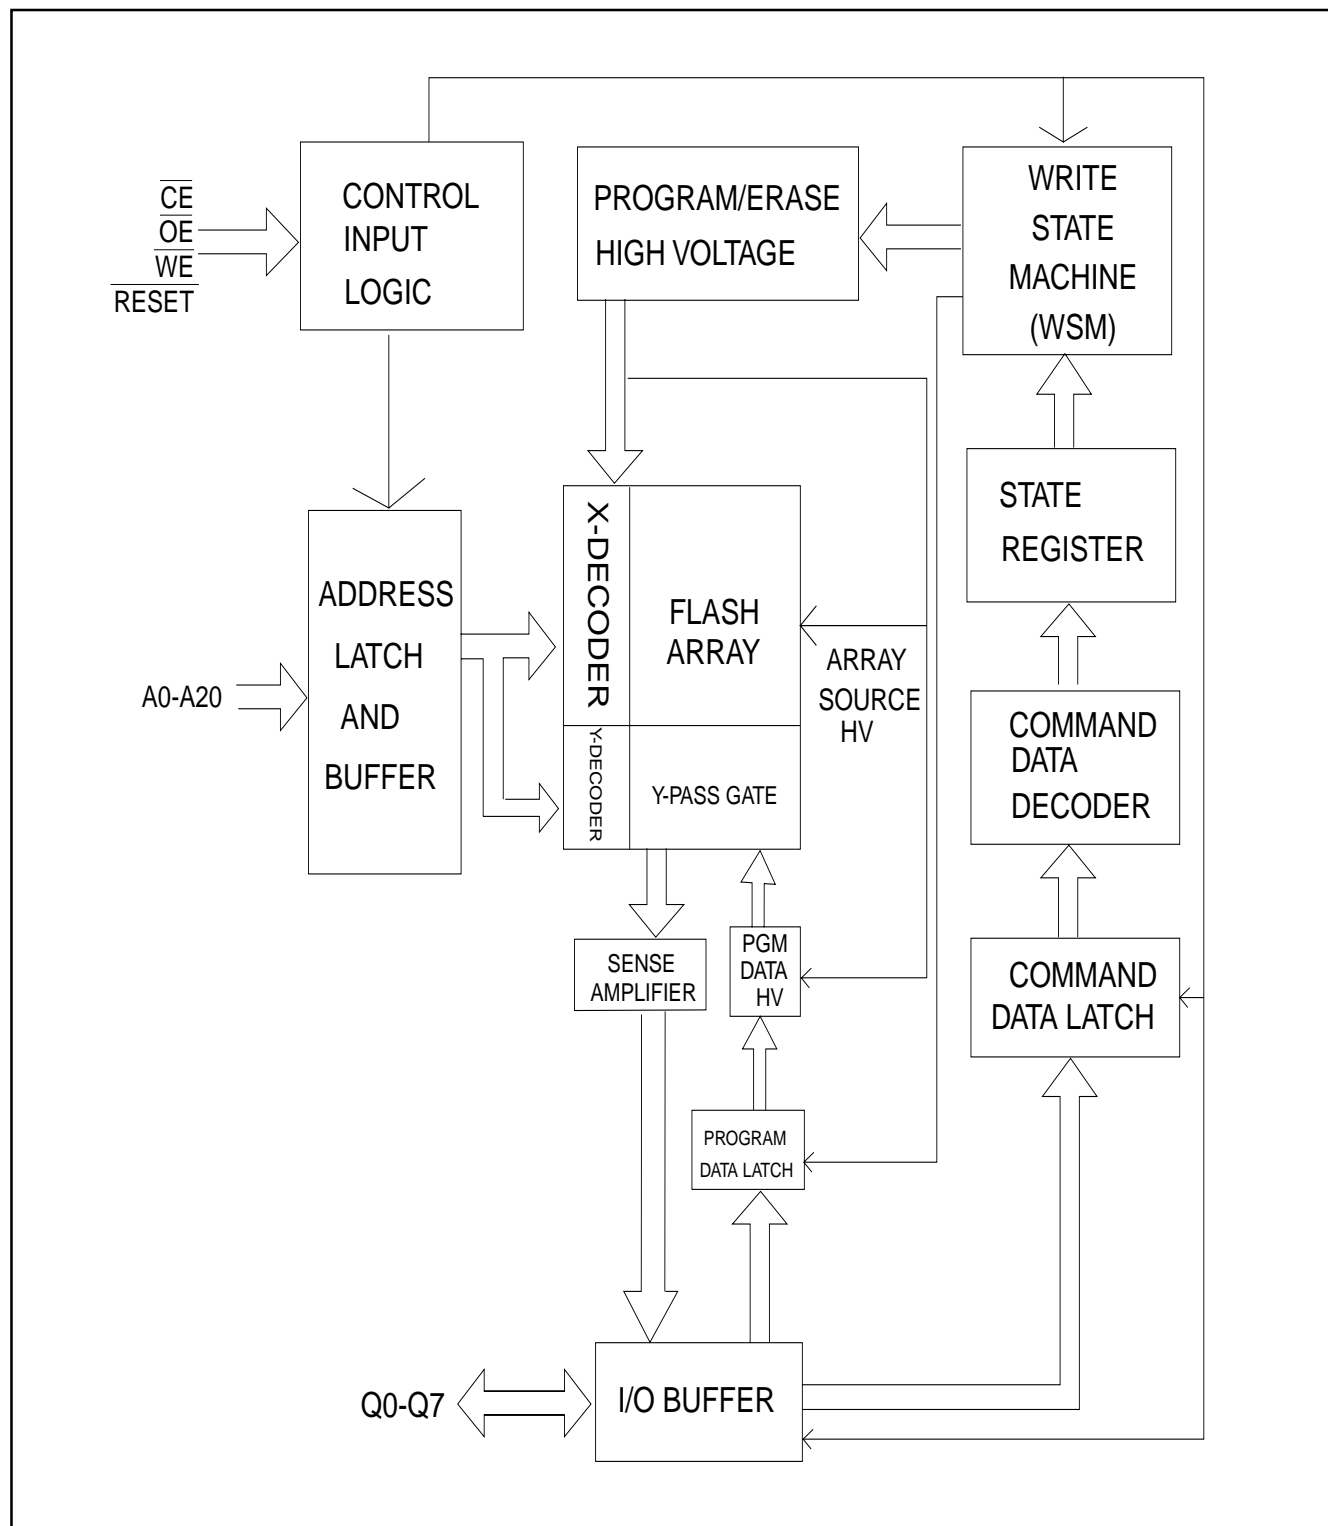 CE
OE
WE
RESET
CONTROL
INPUT
LOGIC
PROGRAM/ERASE
HIGH VOLTAGE
WRITE
STATE
MACHINE
(WSM)
STATE
REGISTER
X-DECODER
FLASH
ARRAY
ADDRESS
LATCH
AND
BUFFER
A0-A20
ARRAY
SOURCE
HV
Y-DECODER
Y-PASS GATE
COMMAND
DATA
DECODER
SENSE
AMPLIFIER
PGM
DATA
HV
COMMAND
DATA LATCH
PROGRAM
DATA LATCH
Q0-Q7
I/O BUFFER